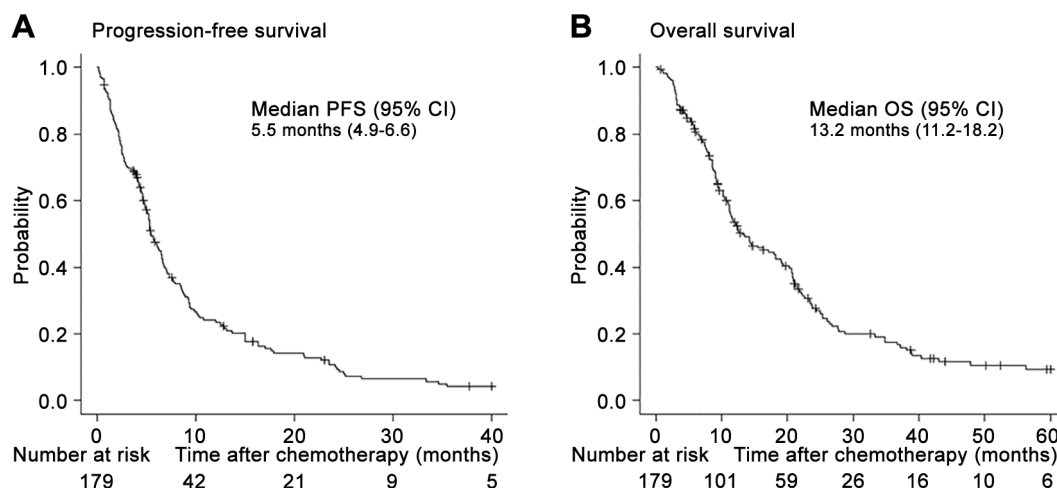 A Progression-free survival
Median PFS (95% CI)
5.5 months (4.9-6.6)
Probability
1.0
0.8
0.6
0.4
0.2
0.0
0 10 20 30 40
Number at risk Time after chemotherapy (months)
179 42 21 9 5
B Overall survival
Median OS (95% CI)
13.2 months (11.2-18.2)
Probability
1.0
0.8
0.6
0.4
0.2
0.0
0 10 20 30 40 50 60
Number at risk Time after chemotherapy (months)
179 101 59 26 16 10 6